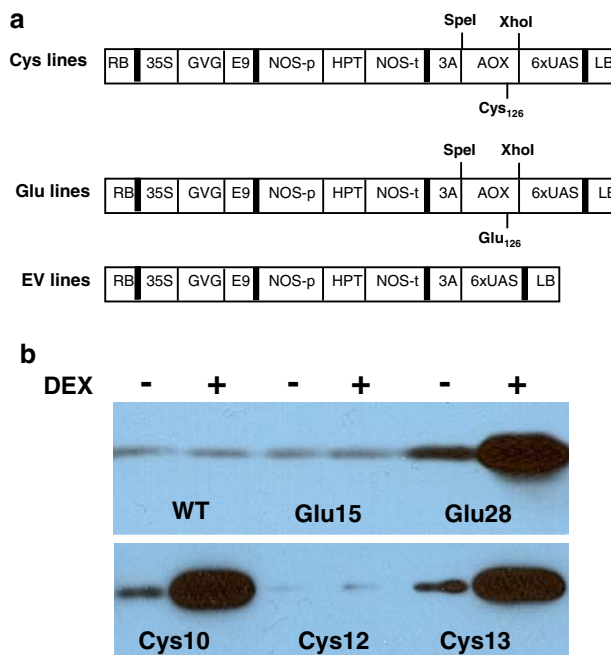 a
SpeI XhoI
Cys lines RB 35S GVG E9 NOS-p HPT NOS-t 3A AOX 6xUAS LB
Cys126
SpeI XhoI
Glu lines RB 35S GVG E9 NOS-p HPT NOS-t 3A AOX 6xUAS LB
Glu126
EV lines RB 35S GVG E9 NOS-p HPT NOS-t 3A 6xUAS LB
b
DEX - + - + - +
WT Glu15 Glu28
Cys10 Cys12 Cys13